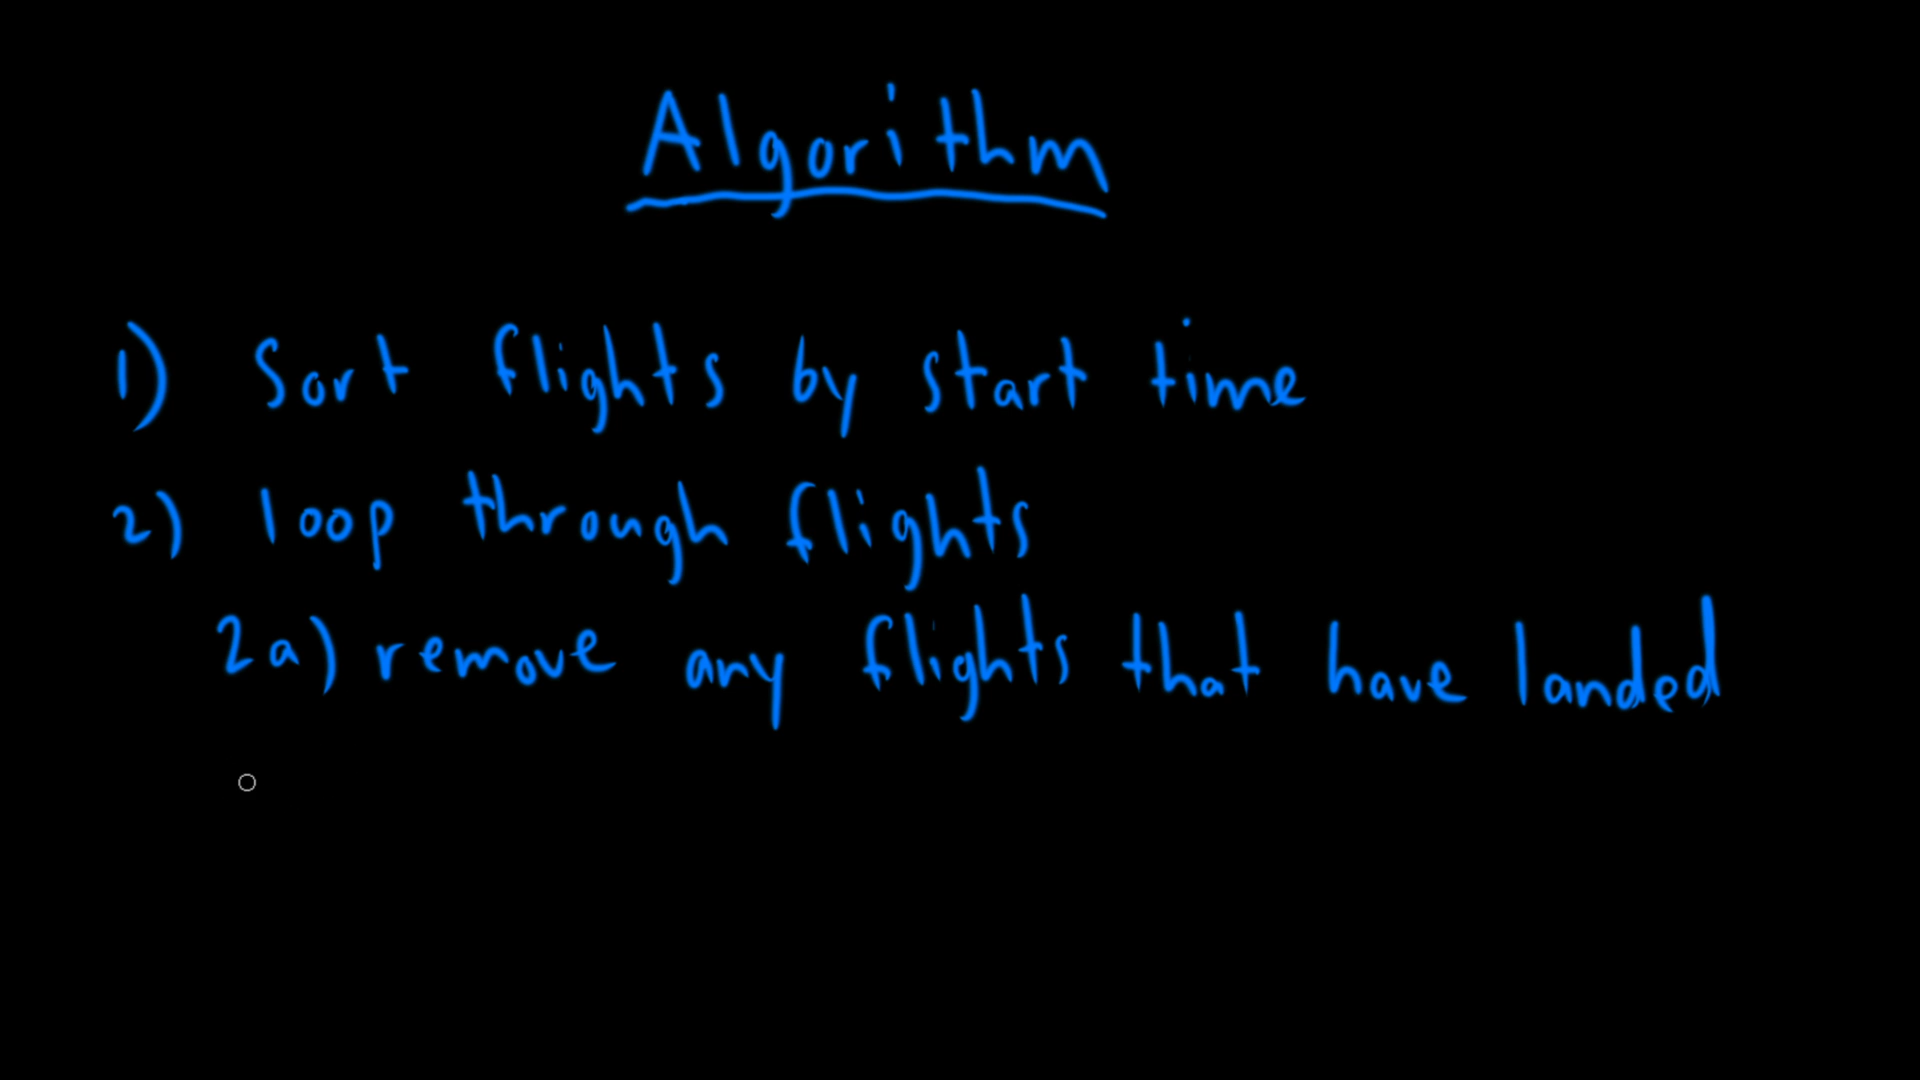 Algorithm
1) Sort flights by start time
2) loop through flights
2a) remove any flights that have landed